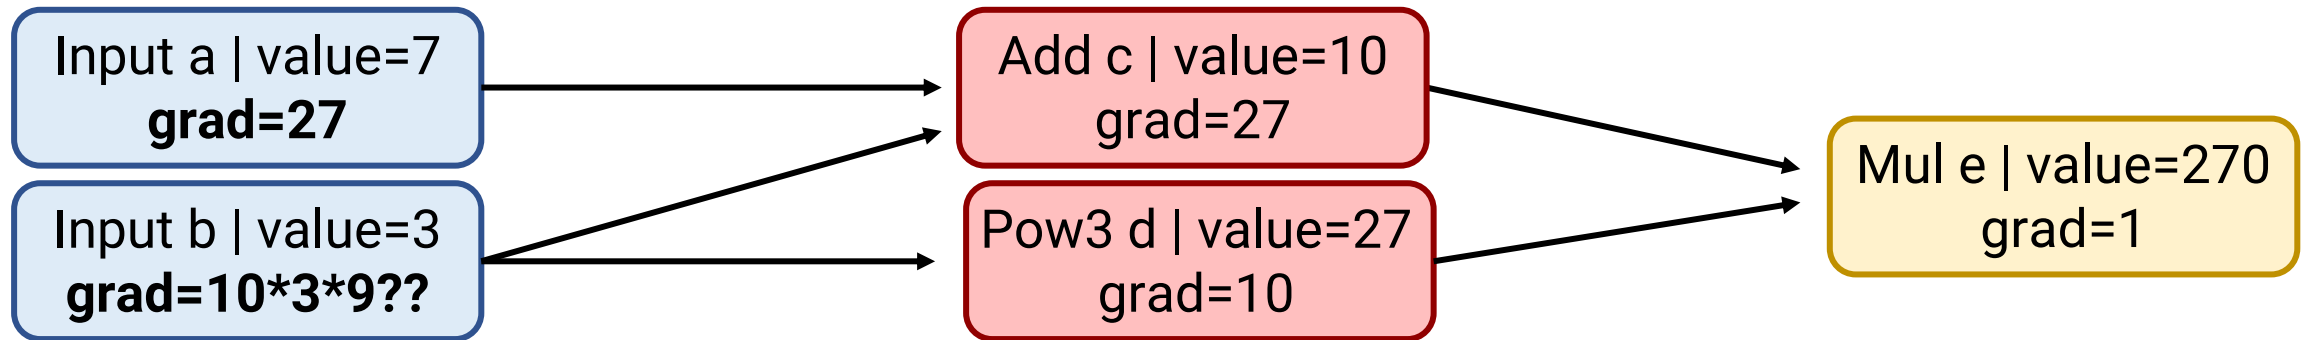 Input a | value=7
grad=27
Input b | value=3
grad=10*3*9??
Add c | value=10
grad=27
Pow3 d | value=27
grad=10
Mul e | value=270
grad=1